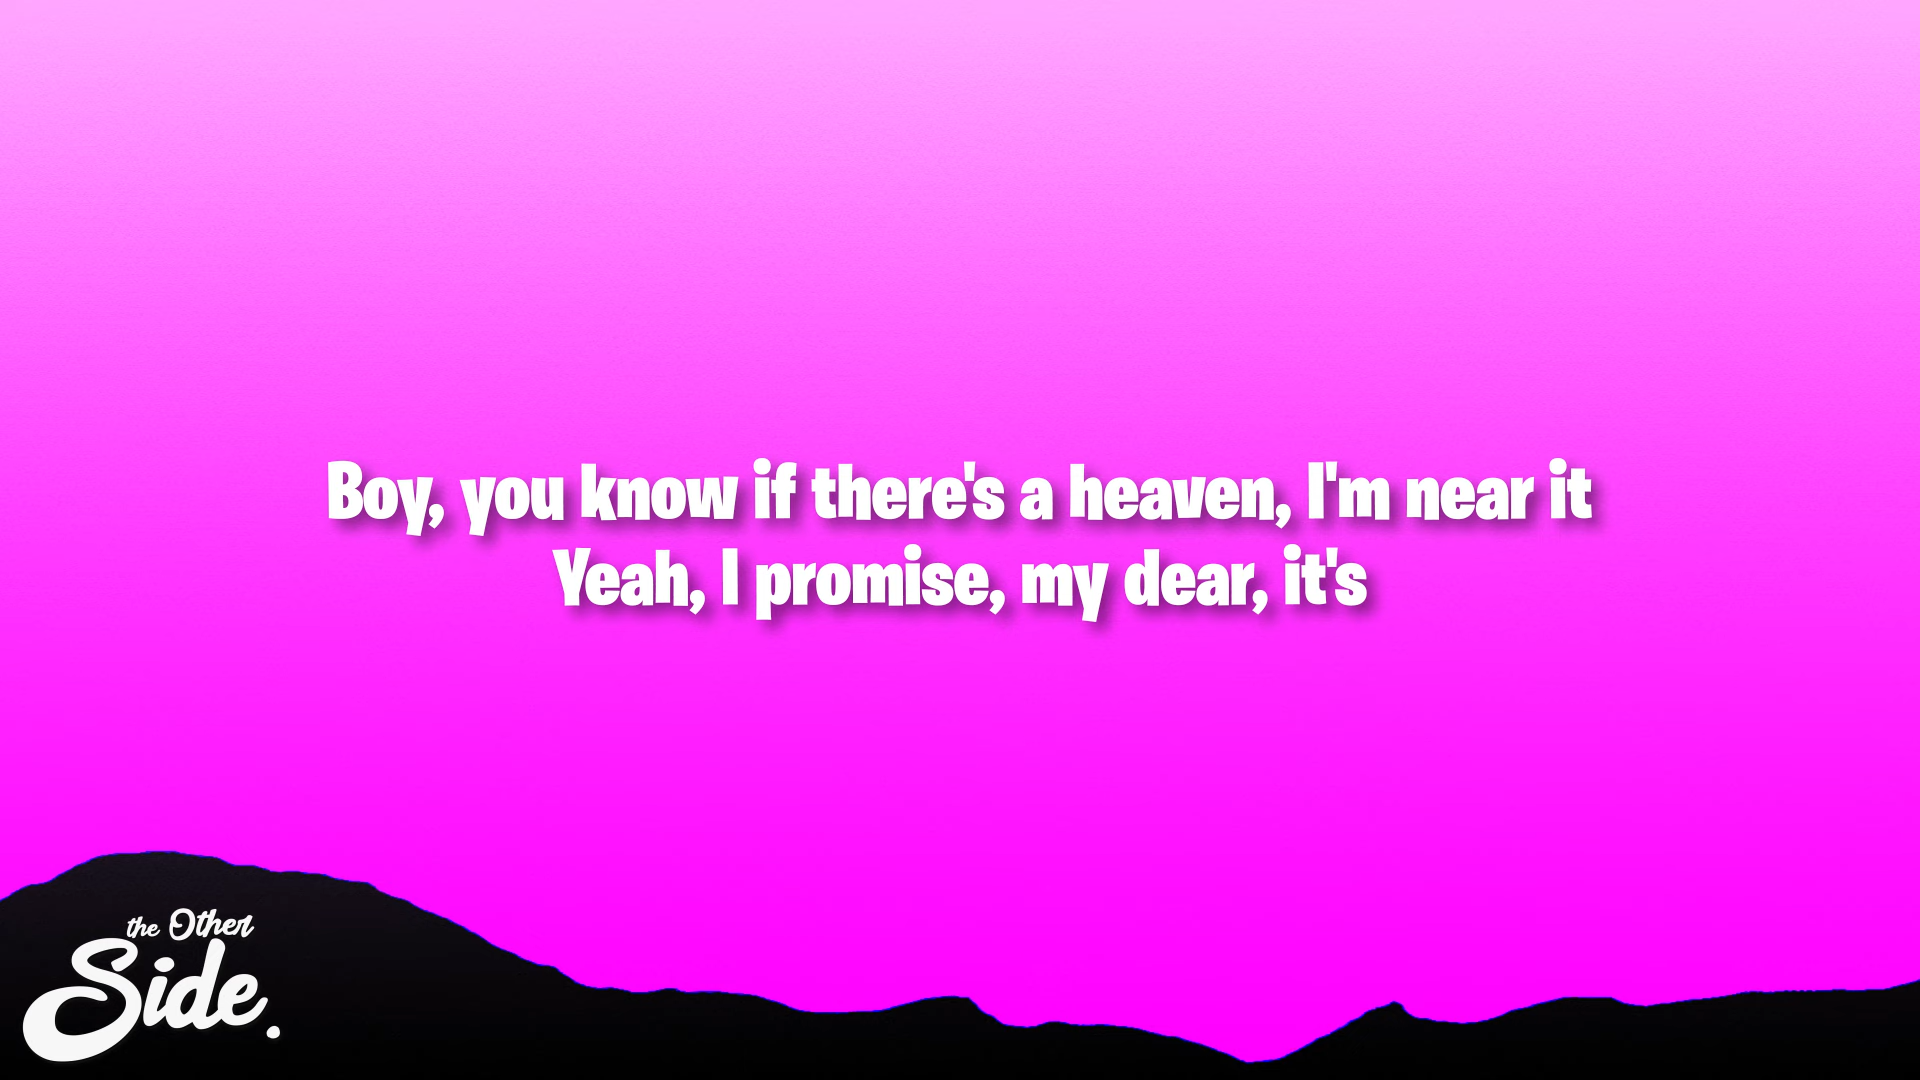 Boy, you know if there's a heaven, I'm near it
Yeah, I promise, my dear, it's
the Other
Side.